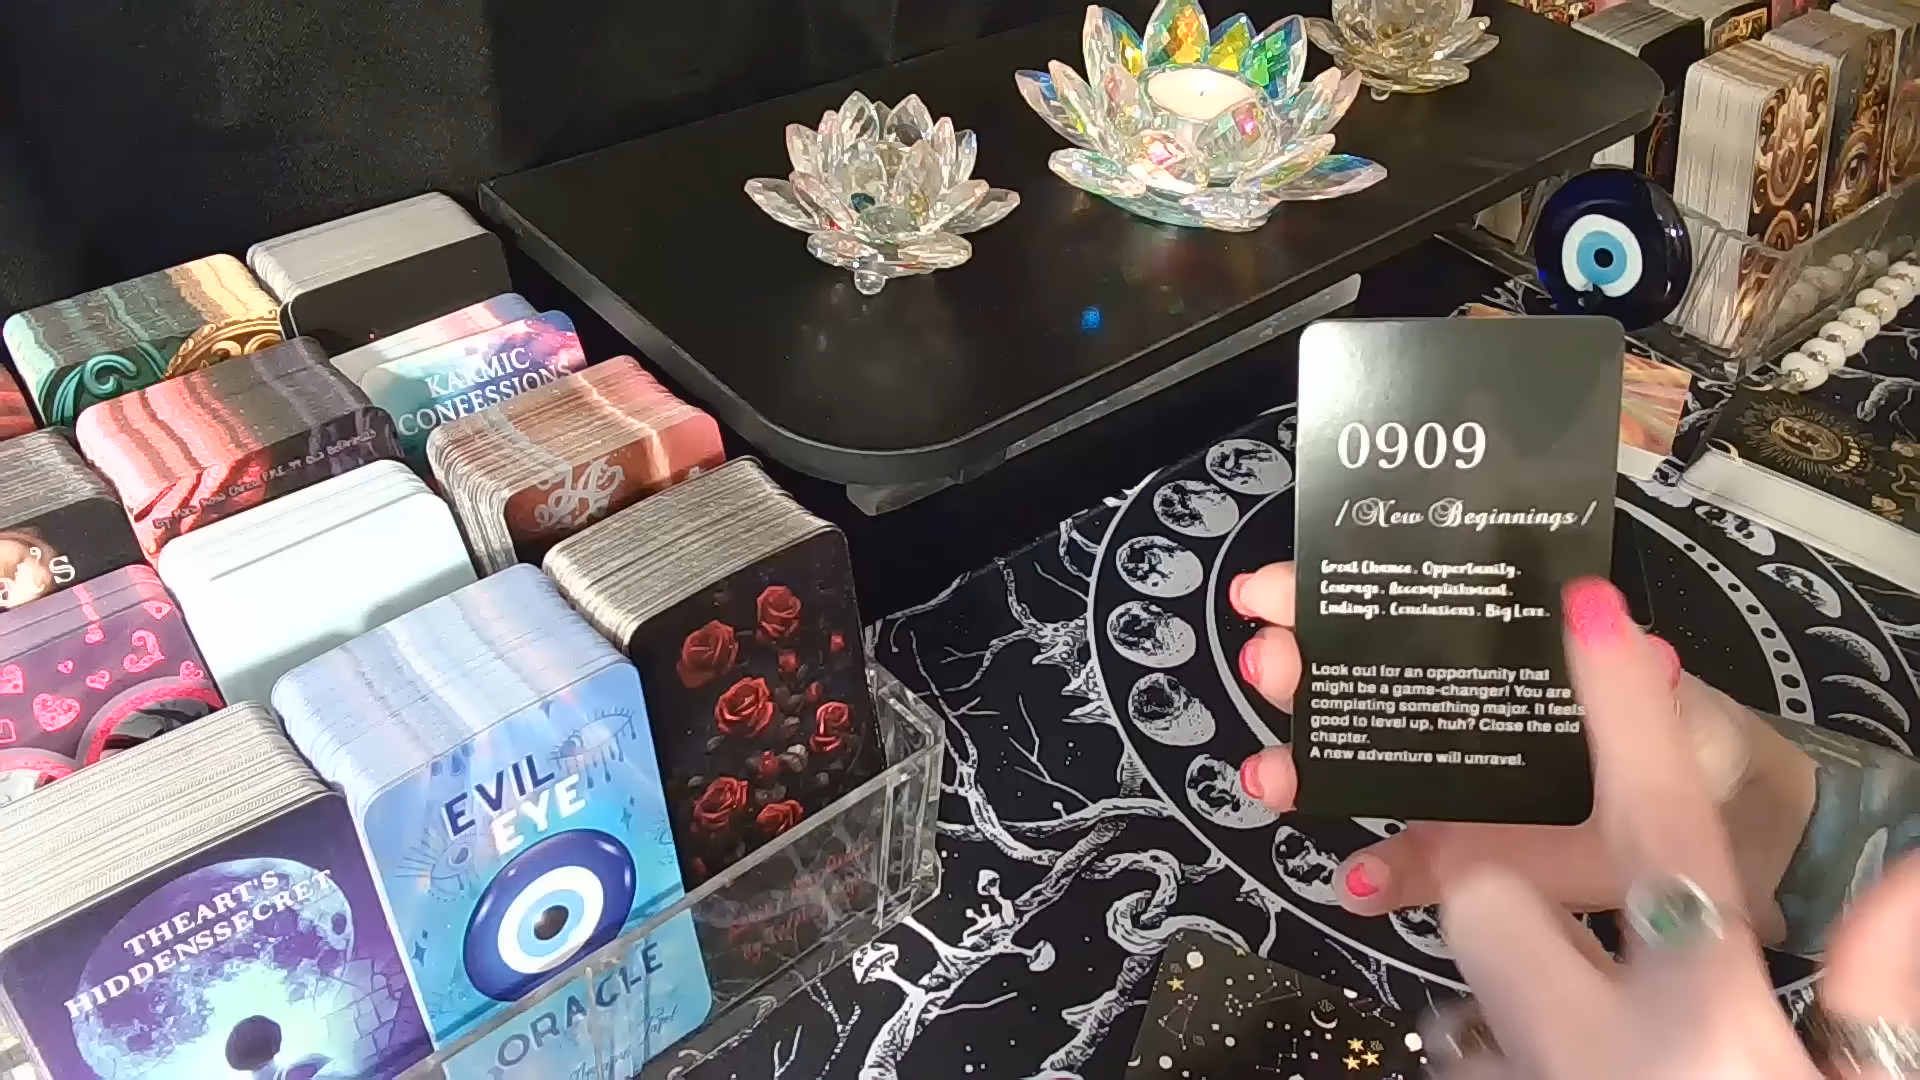 KARMIC
CONFESSIONS
'S
EVIL
EYE
ORACLE
THEART'S
HIDDENSSECRET
0909
/ New Beginnings /
Great Chance. Opportunity.
Courage. Accomplishment.
Endings. Conclusions. Big Love.
Look out for an opportunity that
might be a game-changer! You are
completing something major. It feels
good to level up, huh? Close the old
chapter.
A new adventure will unravel.